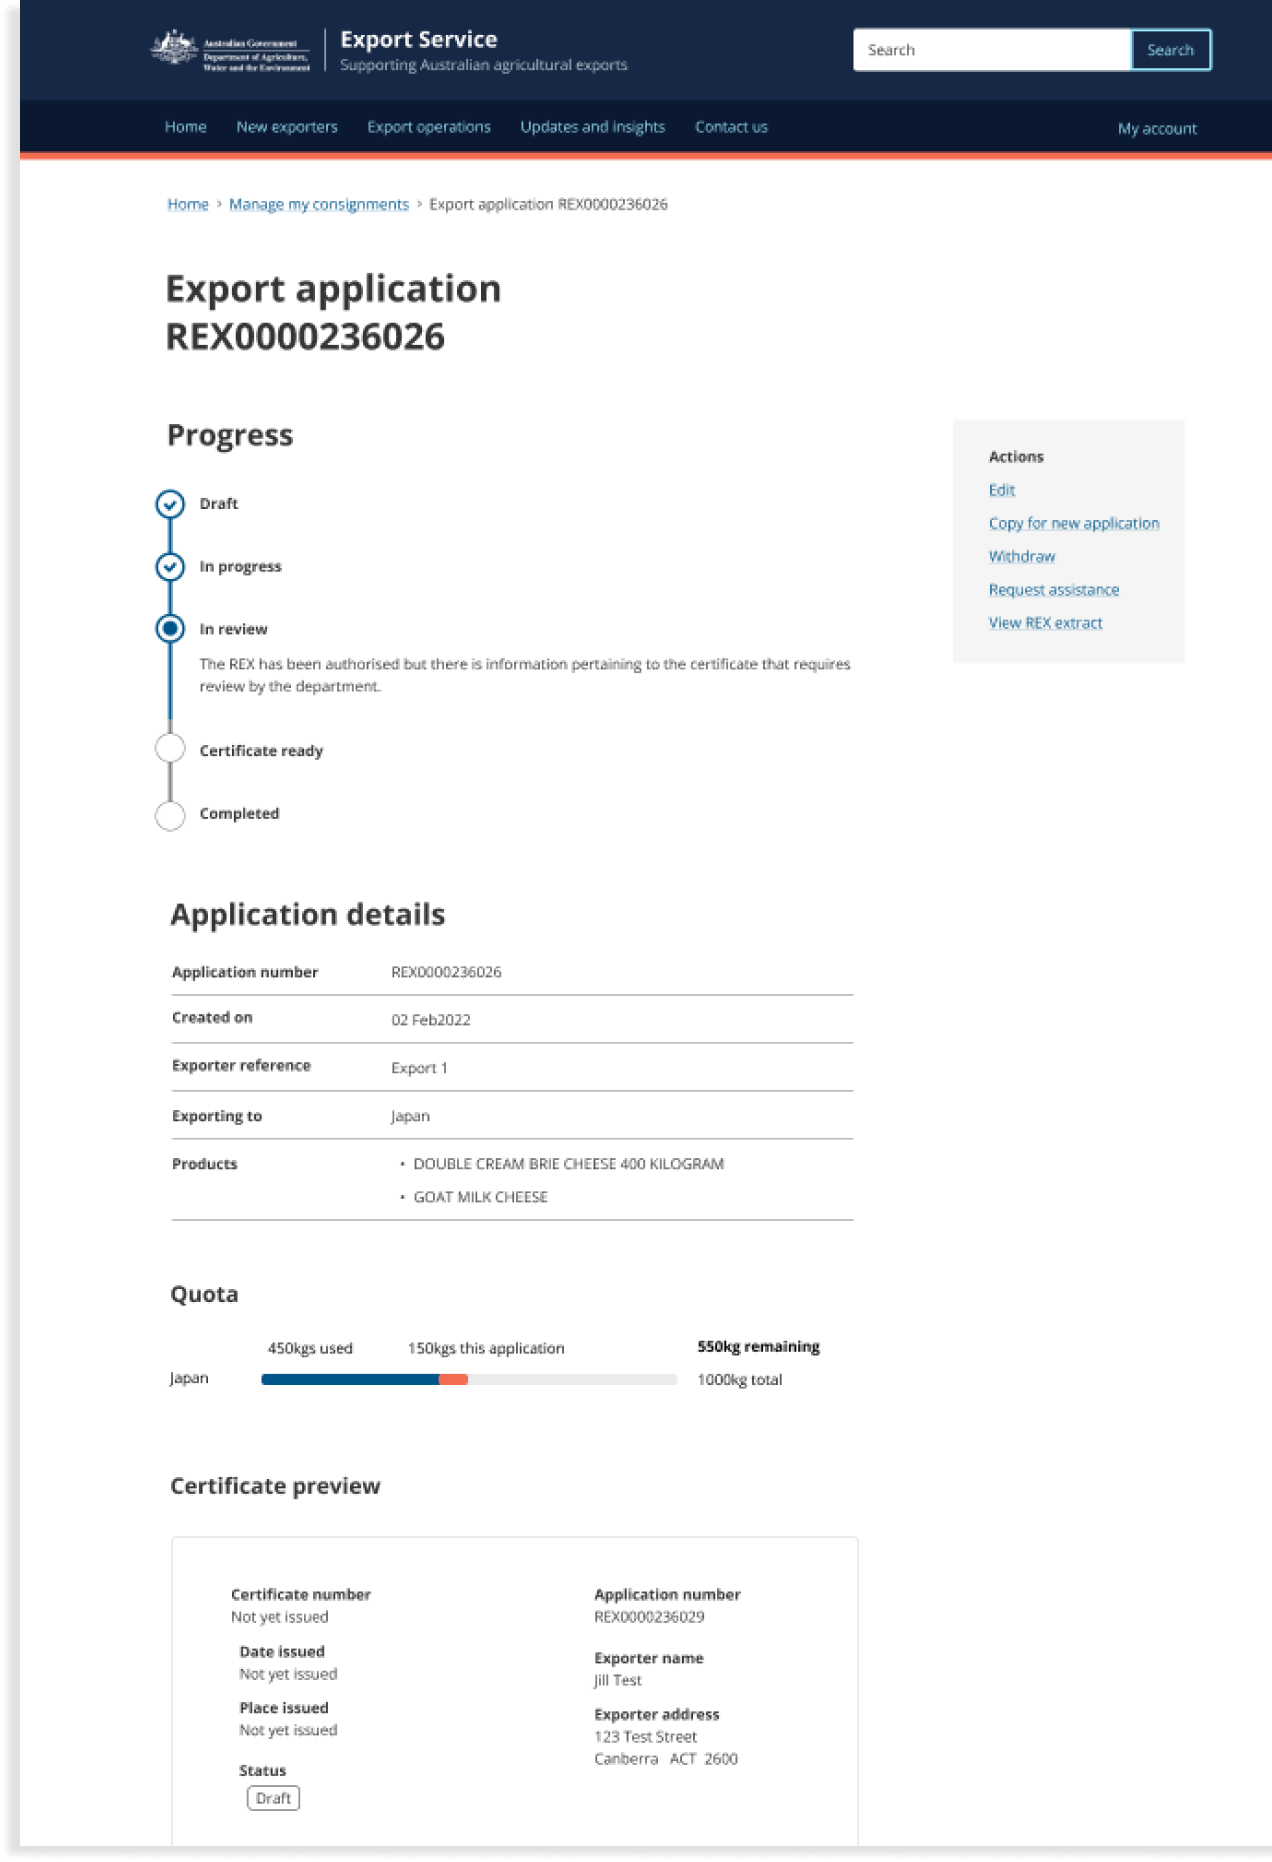 Australian Government
Department of Agriculture,
Water and the Environment
Export Service
Supporting Australian agricultural exports
Search
Search
Home
New exporters
Export operations
Updates and insights
Contact us
My account
Home > Manage my consignments > Export application REX0000236026
Export application
REX0000236026
Progress
Draft
In progress
In review
The REX has been authorised but there is information pertaining to the certificate that requires
review by the department.
Certificate ready
Completed
Actions
Edit
Copy for new application
Withdraw
Request assistance
View REX extract
Application details
Application number REX0000236026
Created on 02 Feb2022
Exporter reference Export 1
Exporting to Japan
Products • DOUBLE CREAM BRIE CHEESE 400 KILOGRAM
• GOAT MILK CHEESE
Quota
450kgs used 150kgs this application 550kg remaining
Japan 1000kg total
Certificate preview
Certificate number
Not yet issued
Date issued
Not yet issued
Place issued
Not yet issued
Status
Draft
Application number
REX0000236029
Exporter name
Jill Test
Exporter address
123 Test Street
Canberra ACT 2600